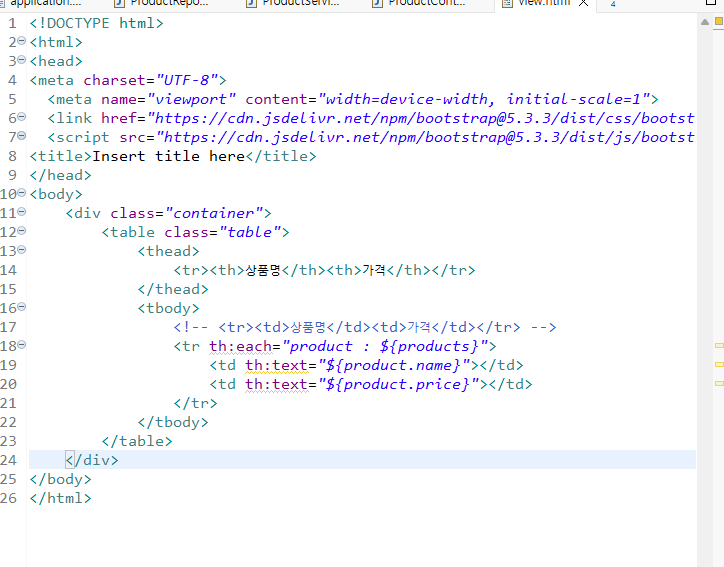 application....
ProductRepo...
ProductServi...
ProductCont...
view.html
4
1 <!DOCTYPE html>
2 <html>
3 <head>
4 <meta charset="UTF-8">
5 <meta name="viewport" content="width=device-width, initial-scale=1">
6 <link href="https://cdn.jsdelivr.net/npm/bootstrap@5.3.3/dist/css/bootst
7 <script src="https://cdn.jsdelivr.net/npm/bootstrap@5.3.3/dist/js/bootst
8 <title>Insert title here</title>
9 </head>
10 <body>
11 <div class="container">
12 <table class="table">
13 <thead>
14 <tr><th>상품명</th><th>가격</th></tr>
15 </thead>
16 <tbody>
17 <!-- <tr><td>상품명</td><td>가격</td></tr> -->
18 <tr th:each="product : ${products}">
19 <td th:text="${product.name}"></td>
20 <td th:text="${product.price}"></td>
21 </tr>
22 </tbody>
23 </table>
24 </div>
25 </body>
26 </html>